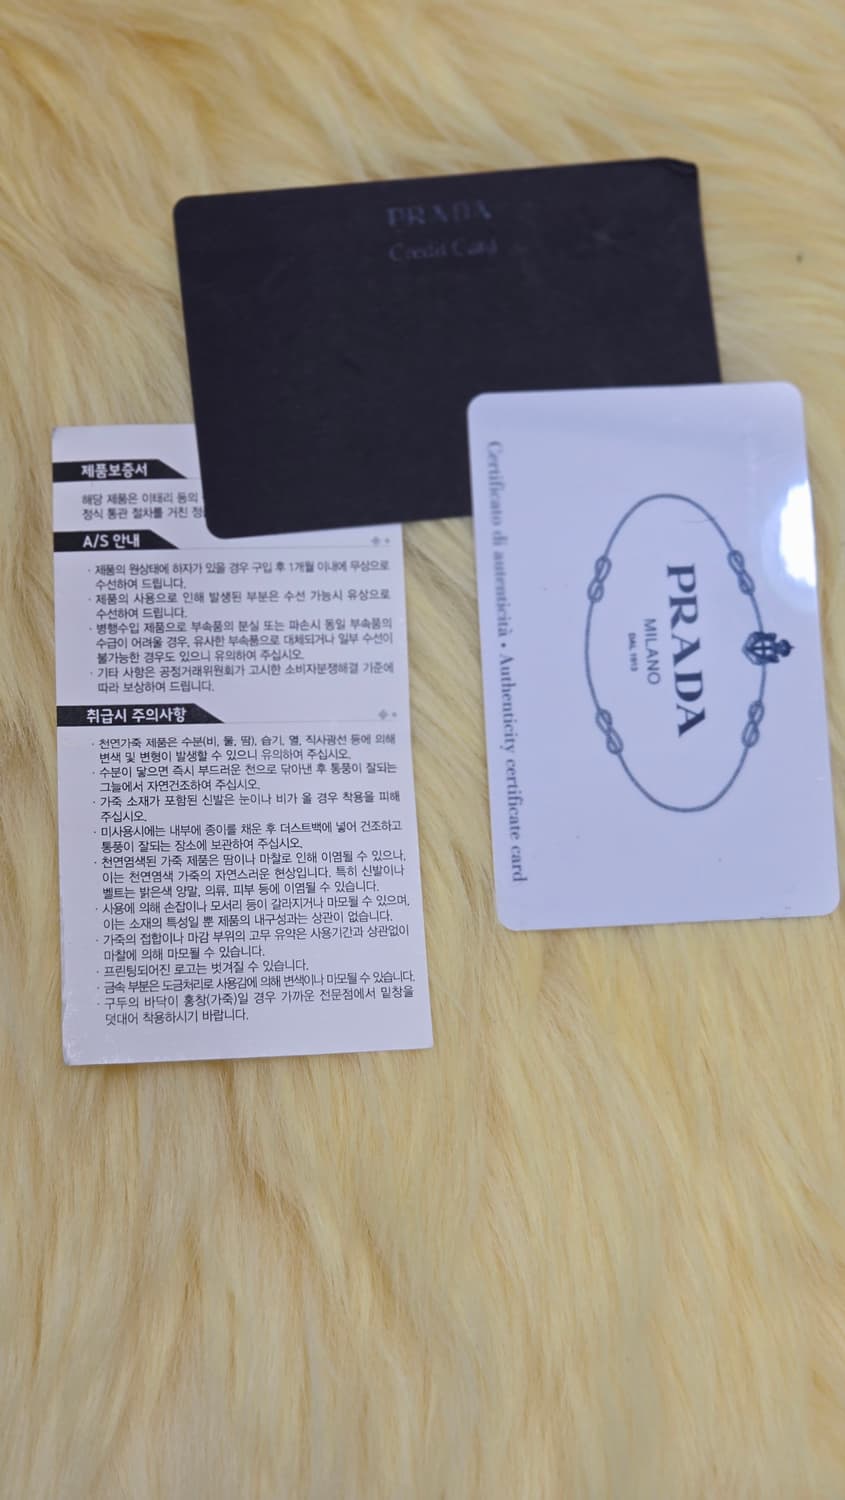 PRADA
Credit Card
제품보증서
해당 제품은 이태리 등의
정식 통관 절차를 거친
A/S 안내
· 제품의 원상태에 하자가 있을 경우 구입 후 1개월 이내에 무상으로
수선하여 드립니다.
· 제품의 사용으로 인해 발생된 부분은 수선 가능시 유상으로
수선하여 드립니다.
· 병행수입 제품으로 부속품의 분실 또는 파손시 동일 부속품의
수급이 어려울 경우, 유사한 부속품으로 대체되거나 일부 수선이
불가능한 경우도 있으니 유의하여 주십시오.
· 기타 사항은 공정거래위원회가 고시한 소비자분쟁해결 기준에
따라 보상하여 드립니다.
취급시 주의사항
· 천연가죽 제품은 수분(비, 물, 땀), 습기, 열, 직사광선 등에 의해
변색 및 변형이 발생할 수 있으니 유의하여 주십시오.
· 수분이 닿으면 즉시 부드러운 천으로 닦아낸 후 통풍이 잘되는
그늘에서 자연건조하여 주십시오.
· 가죽 소재가 포함된 신발은 눈이나 비가 올 경우 착용을 피해
주십시오.
· 미사용시에는 내부에 종이를 채운 후 더스트백에 넣어 건조하고
통풍이 잘되는 장소에 보관하여 주십시오.
· 천연염색된 가죽 제품은 땀이나 마찰로 인해 이염될 수 있으나,
이는 천연염색 가죽의 자연스러운 현상입니다. 특히 신발이나
벨트는 밝은색 양말, 의류, 피부 등에 이염될 수 있습니다.
· 사용에 의해 손잡이나 모서리 등이 갈라지거나 마모될 수 있으며,
이는 소재의 특성일 뿐 제품의 내구성과는 상관이 없습니다.
· 가죽의 접합이나 마감 부위의 고무 유약은 사용기간과 상관없이
마찰에 의해 마모될 수 있습니다.
· 프린팅되어진 로고는 벗겨질 수 있습니다.
· 금속 부분은 도금처리로 사용감에 의해 변색이나 마모될 수 있습니다.
· 구두의 바닥이 홍창(가죽)일 경우 가까운 전문점에서 밑창을
덧대어 착용하시기 바랍니다.
PRADA
MILANO
DAL 1913
Certificato di autenticità • Authenticity certificate card